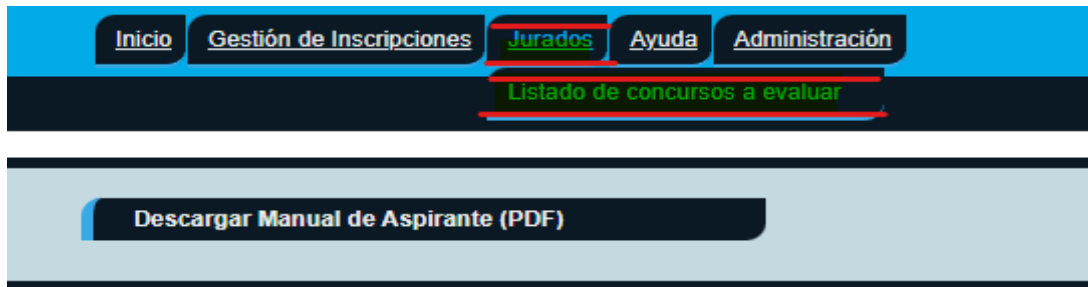 Inicio Gestión de Inscripciones Jurados Ayuda Administración
Listado de concursos a evaluar
Descargar Manual de Aspirante (PDF)